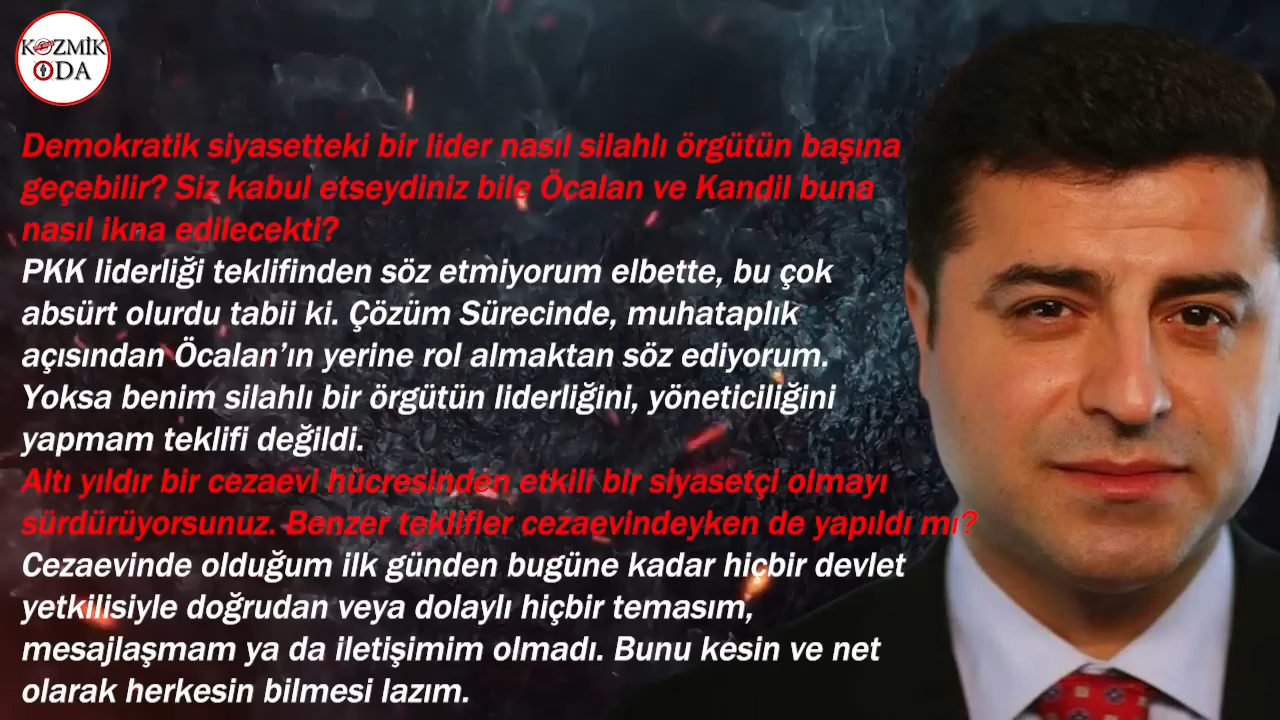 KOZMİK
ODA
Demokratik siyasetteki bir lider nasıl silahlı örgütün başına
geçebilir? Siz kabul etseydiniz bile Öcalan ve Kandil buna
nasıl ikna edilecekti?
PKK liderliği teklifinden söz etmiyorum elbette, bu çok
absürt olurdu tabii ki. Çözüm Sürecinde, muhataplık
açısından Öcalan’ın yerine rol almaktan söz ediyorum.
Yoksa benim silahlı bir örgütün liderliğini, yöneticiliğini
yapmam teklifi değildi.
Altı yıldır bir cezaevi hücresinden etkili bir siyasetçi olmayı
sürdürüyorsunuz. Benzer teklifler cezaevindeyken de yapıldı mı?
Cezaevinde olduğum ilk günden bugüne kadar hiçbir devlet
yetkilisiyle doğrudan veya dolaylı hiçbir temasım,
mesajlaşmam ya da iletişimim olmadı. Bunu kesin ve net
olarak herkesin bilmesi lazım.